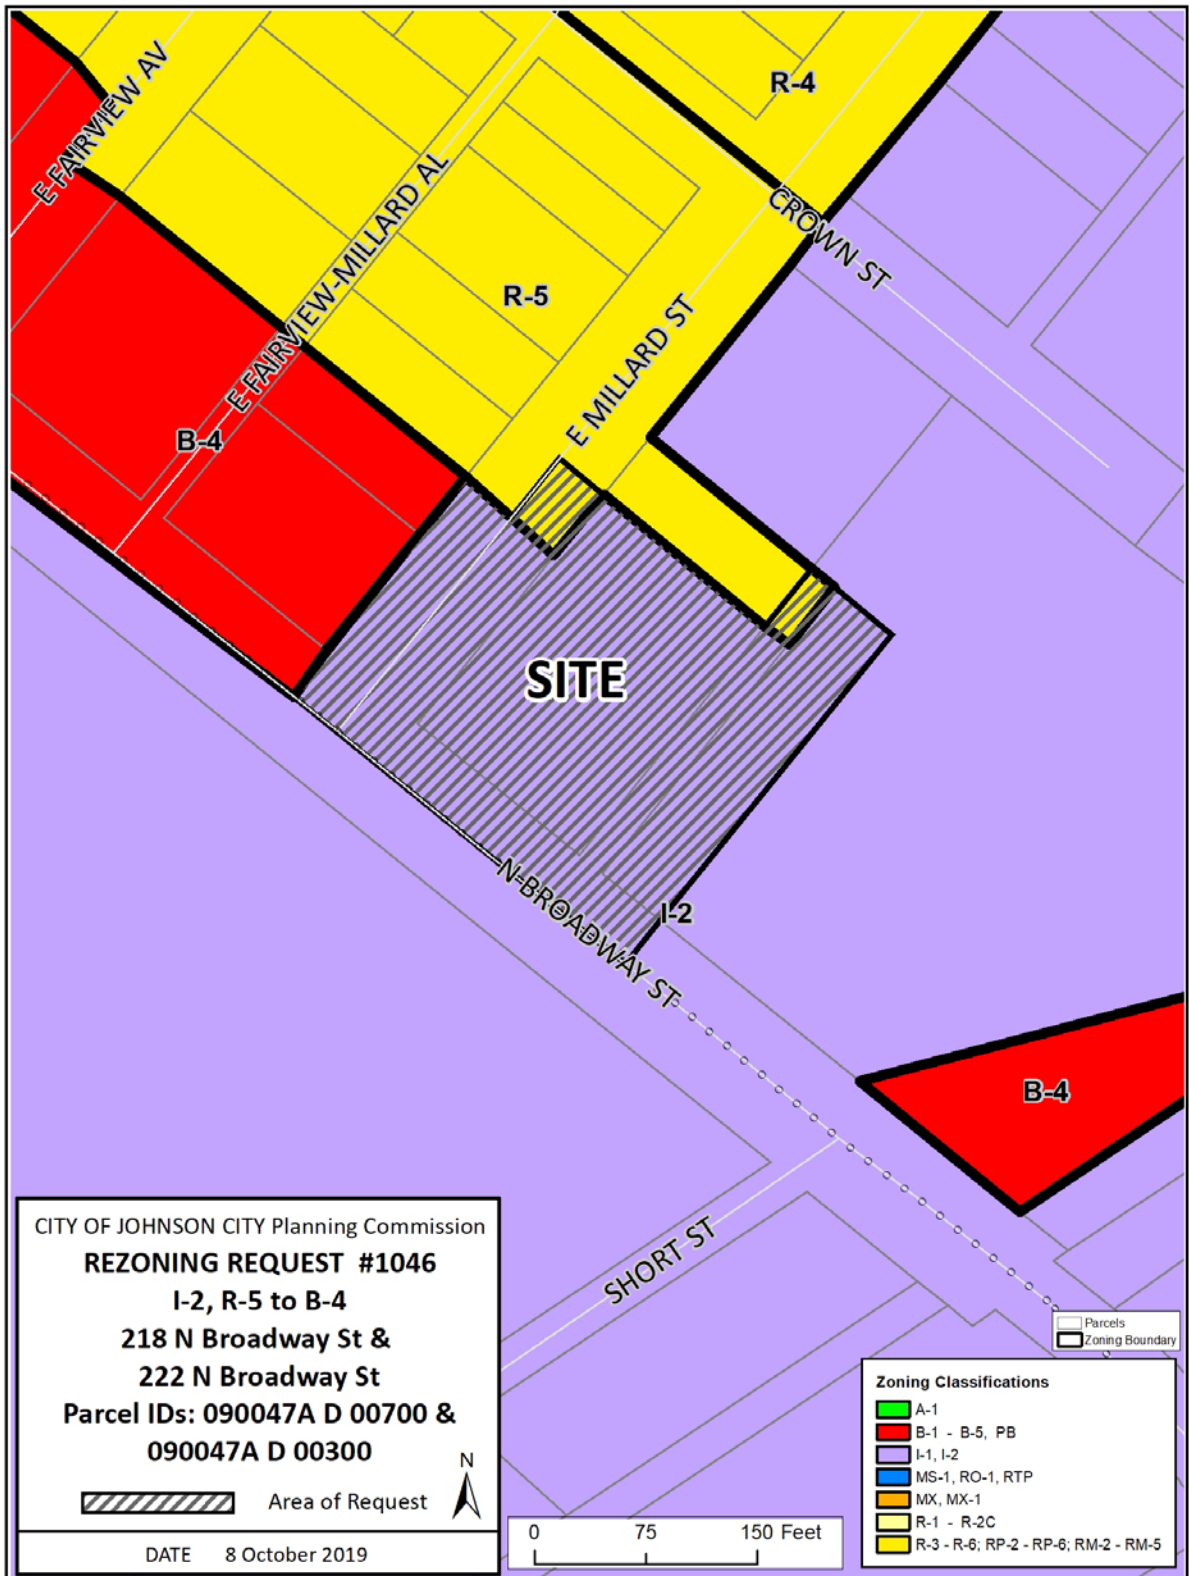 R-4
E FAIRVIEW AV
E FAIRVIEW-MILLARD AL
CROWN ST
R-5
E MILLARD ST
B-4
SITE
I-2
N BROADWAY ST
B-4
SHORT ST
CITY OF JOHNSON CITY Planning Commission
REZONING REQUEST #1046
I-2, R-5 to B-4
218 N Broadway St &
222 N Broadway St
Parcel IDs: 090047A D 00700 &
090047A D 00300
N
Area of Request
DATE 8 October 2019
0 75 150 Feet
Parcels
Zoning Boundary
Zoning Classifications
A-1
B-1 - B-5, PB
I-1, I-2
MS-1, RO-1, RTP
MX, MX-1
R-1 - R-2C
R-3 - R-6; RP-2 - RP-6; RM-2 - RM-5